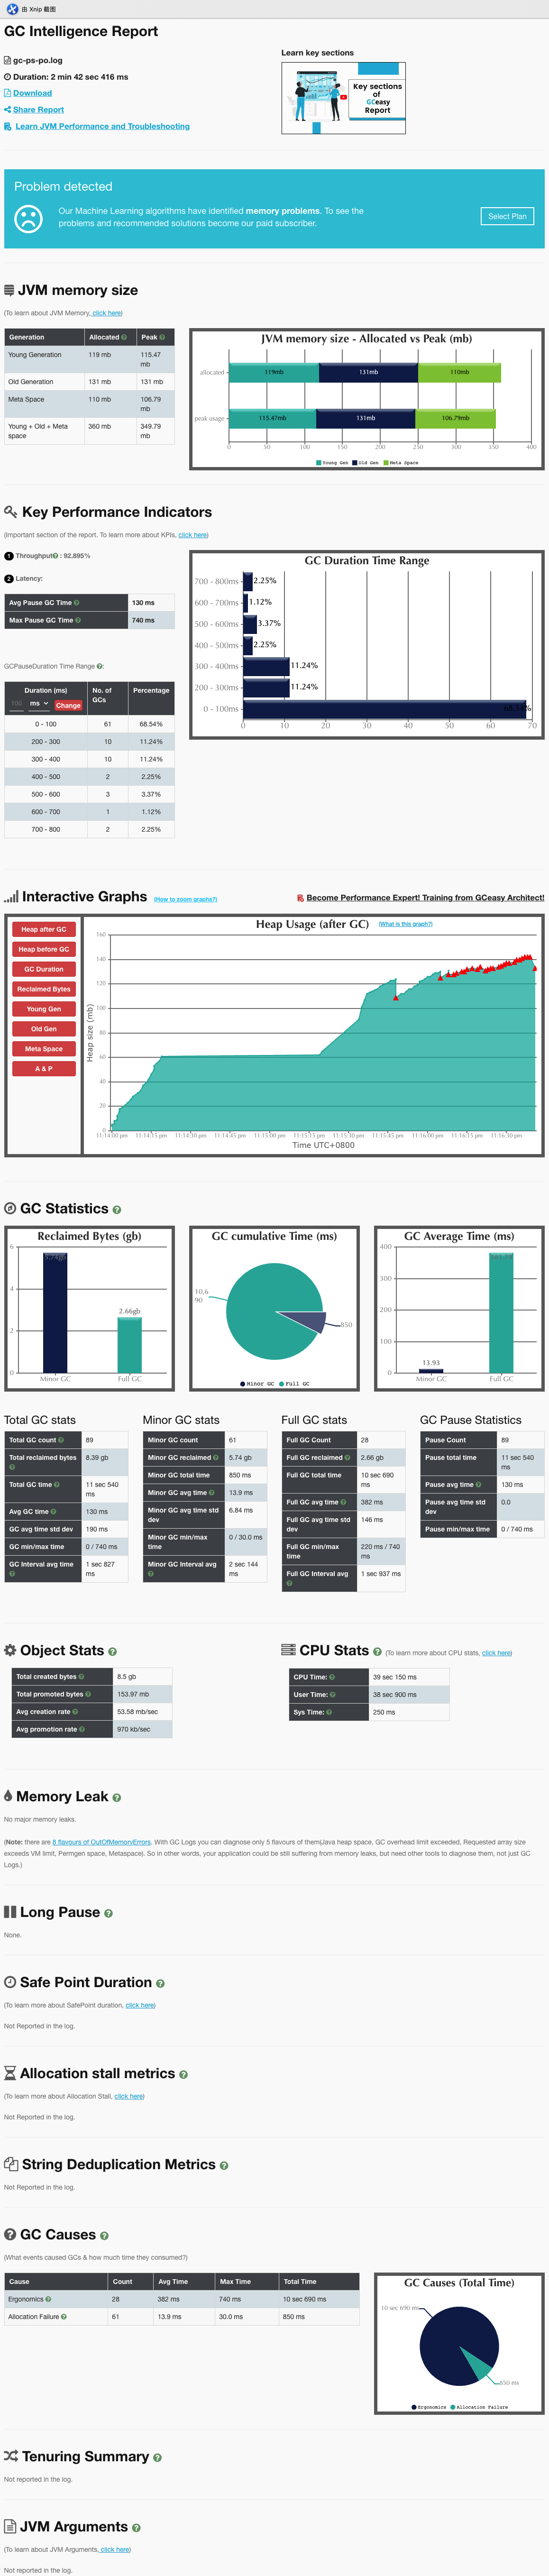 由 Xnip 截图
GC Intelligence Report
gc-ps-po.log
Duration: 2 min 42 sec 416 ms
Download
Share Report
Learn JVM Performance and Troubleshooting
Learn key sections
Key sections
of
GCeasy
Report
Problem detected
Our Machine Learning algorithms have identified memory problems. To see the
problems and recommended solutions become our paid subscriber.
Select Plan
JVM memory size
(To learn about JVM Memory, click here)
Generation Allocated Peak
Young Generation 119 mb 115.47 mb
Old Generation 131 mb 131 mb
Meta Space 110 mb 106.79 mb
Young + Old + Meta space 360 mb 349.79 mb
JVM memory size - Allocated vs Peak (mb)
allocated 119mb 131mb 110mb
peak usage 115.47mb 131mb 106.79mb
0 50 100 150 200 250 300 350 400
Young Gen Old Gen Meta Space
Key Performance Indicators
(Important section of the report. To learn more about KPIs, click here)
1 Throughput : 92.895%
2 Latency:
Avg Pause GC Time 130 ms
Max Pause GC Time 740 ms
GCPauseDuration Time Range :
Duration (ms) No. of GCs Percentage
100 ms Change
0 - 100 61 68.54%
200 - 300 10 11.24%
300 - 400 10 11.24%
400 - 500 2 2.25%
500 - 600 3 3.37%
600 - 700 1 1.12%
700 - 800 2 2.25%
GC Duration Time Range
700 - 800ms 2.25%
600 - 700ms 1.12%
500 - 600ms 3.37%
400 - 500ms 2.25%
300 - 400ms 11.24%
200 - 300ms 11.24%
0 - 100ms 68.54%
0 10 20 30 40 50 60 70
Interactive Graphs (How to zoom graphs?)
Become Performance Expert! Training from GCeasy Architect!
Heap after GC
Heap before GC
GC Duration
Reclaimed Bytes
Young Gen
Old Gen
Meta Space
A & P
Heap Usage (after GC) (What is this graph?)
Heap size (mb)
160
140
120
100
80
60
40
20
0
11:14:00 pm 11:14:15 pm 11:14:30 pm 11:14:45 pm 11:15:00 pm 11:15:15 pm 11:15:30 pm 11:15:45 pm 11:16:00 pm 11:16:15 pm 11:16:30 pm
Time UTC+0800
GC Statistics
Reclaimed Bytes (gb)
6
4
2
0
2.66gb
Minor GC Full GC
GC cumulative Time (ms)
10,6
90
850
Minor GC Full GC
GC Average Time (ms)
400
300
200
100
0
13.93
Minor GC Full GC
Total GC stats
Total GC count 89
Total reclaimed bytes 8.39 gb
Total GC time 11 sec 540 ms
Avg GC time 130 ms
GC avg time std dev 190 ms
GC min/max time 0 / 740 ms
GC Interval avg time 1 sec 827 ms
Minor GC stats
Minor GC count 61
Minor GC reclaimed 5.74 gb
Minor GC total time 850 ms
Minor GC avg time 13.9 ms
Minor GC avg time std dev 6.84 ms
Minor GC min/max time 0 / 30.0 ms
Minor GC Interval avg 2 sec 144 ms
Full GC stats
Full GC Count 28
Full GC reclaimed 2.66 gb
Full GC total time 10 sec 690 ms
Full GC avg time 382 ms
Full GC avg time std dev 146 ms
Full GC min/max time 220 ms / 740 ms
Full GC Interval avg 1 sec 937 ms
GC Pause Statistics
Pause Count 89
Pause total time 11 sec 540 ms
Pause avg time 130 ms
Pause avg time std dev 0.0
Pause min/max time 0 / 740 ms
Object Stats
Total created bytes 8.5 gb
Total promoted bytes 153.97 mb
Avg creation rate 53.58 mb/sec
Avg promotion rate 970 kb/sec
CPU Stats (To learn more about CPU stats, click here)
CPU Time: 39 sec 150 ms
User Time: 38 sec 900 ms
Sys Time: 250 ms
Memory Leak
No major memory leaks.
(Note: there are 8 flavours of OutOfMemoryErrors. With GC Logs you can diagnose only 5 flavours of them(Java heap space, GC overhead limit exceeded, Requested array size
exceeds VM limit, Permgen space, Metaspace). So in other words, your application could be still suffering from memory leaks, but need other tools to diagnose them, not just GC
Logs.)
Long Pause
None.
Safe Point Duration
(To learn more about SafePoint duration, click here)
Not Reported in the log.
Allocation stall metrics
(To learn more about Allocation Stall, click here)
Not Reported in the log.
String Deduplication Metrics
Not Reported in the log.
GC Causes
(What events caused GCs & how much time they consumed?)
Cause Count Avg Time Max Time Total Time
Ergonomics 28 382 ms 740 ms 10 sec 690 ms
Allocation Failure 61 13.9 ms 30.0 ms 850 ms
GC Causes (Total Time)
10 sec 690 ms
850 ms
Ergonomics Allocation Failure
Tenuring Summary
Not reported in the log.
JVM Arguments
(To learn about JVM Arguments, click here)
Not reported in the log.